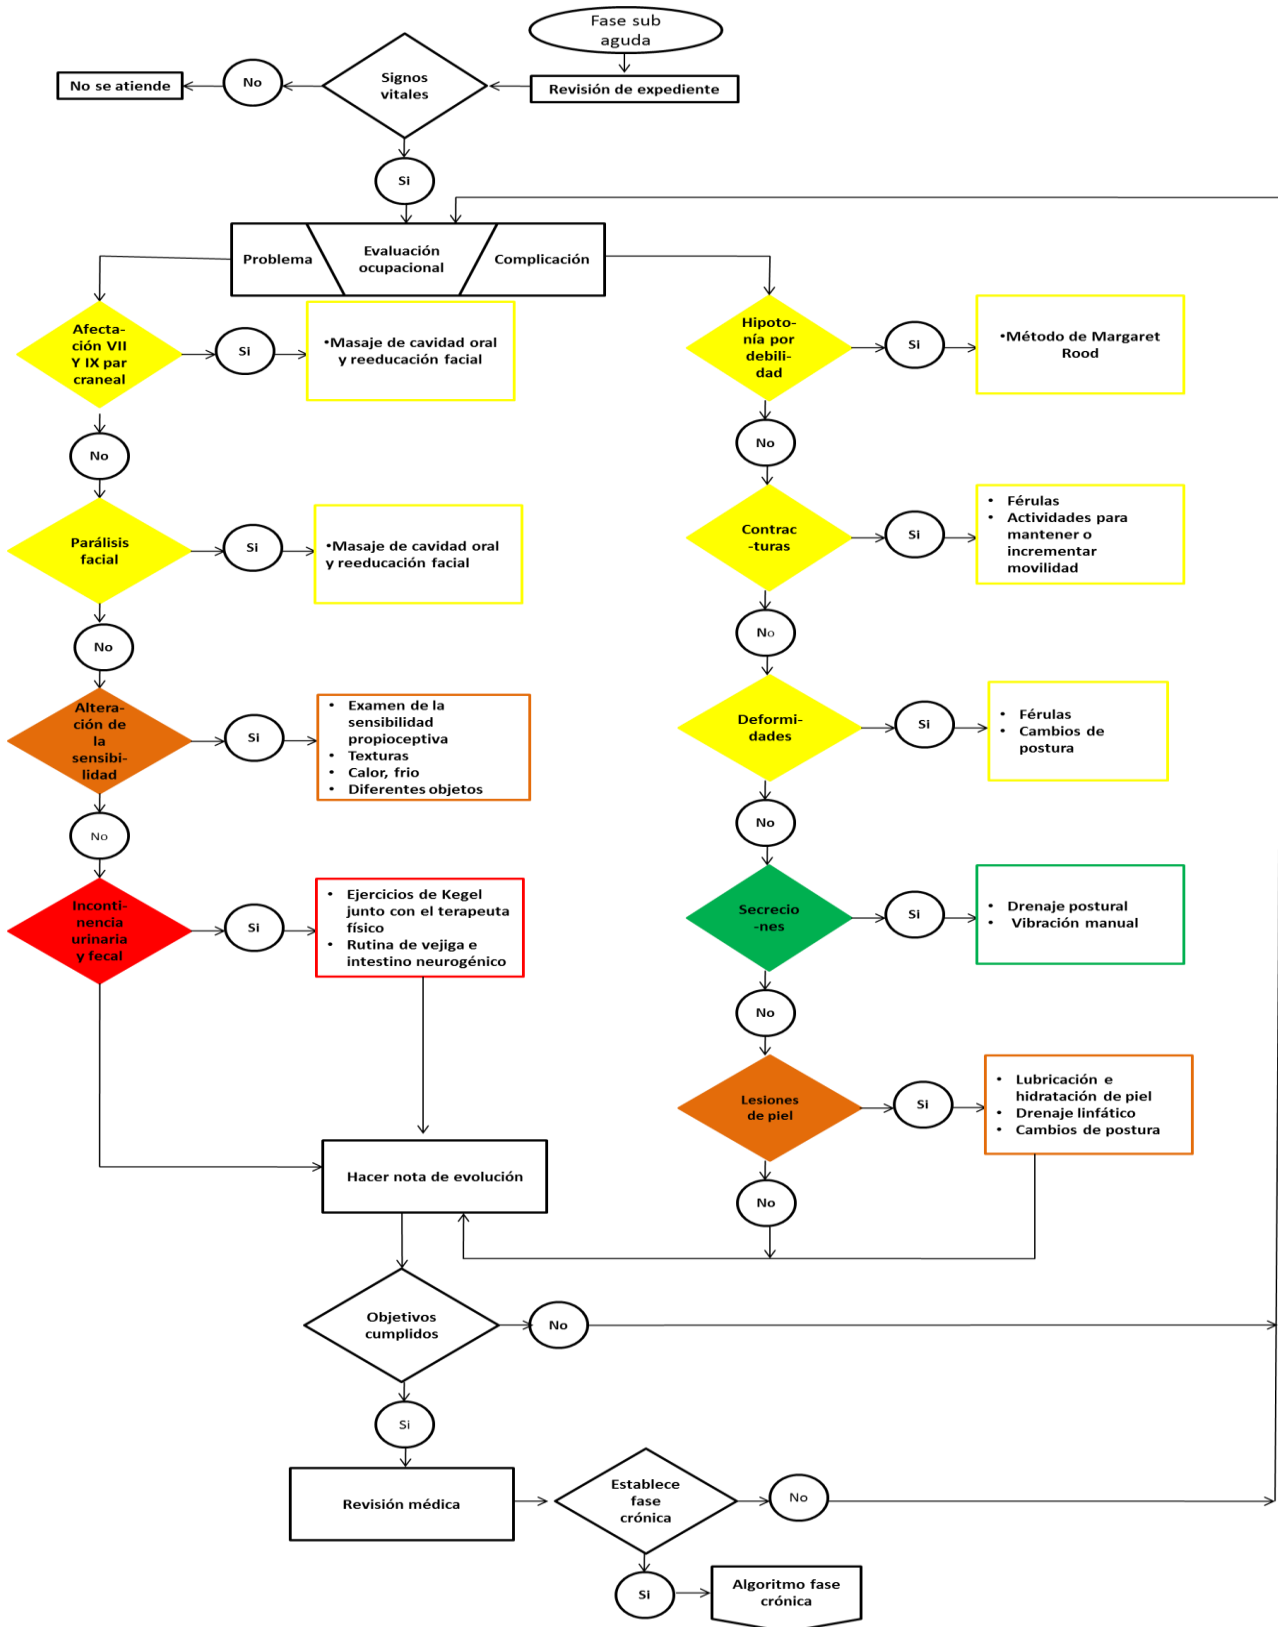 Fase sub
aguda
Revisión de expediente
Signos
vitales
No
No se atiende
Si
Problema
Evaluación
ocupacional
Complicación
Afecta-
ción VII
Y IX par
craneal
Si
•Masaje de cavidad oral
y reeducación facial
No
Parálisis
facial
Si
•Masaje de cavidad oral
y reeducación facial
No
Altera-
ción de
la
sensibi-
lidad
Si
• Examen de la
sensibilidad
propioceptiva
• Texturas
• Calor, frio
• Diferentes objetos
No
Inconti-
nencia
urinaria
y fecal
Si
• Ejercicios de Kegel
junto con el terapeuta
físico
• Rutina de vejiga e
intestino neurogénico
Hipoto-
nía por
debili-
dad
Si
•Método de Margaret
Rood
No
Contrac
-turas
Si
• Férulas
• Actividades para
mantener o
incrementar
movilidad
No
Deformi-
dades
Si
• Férulas
• Cambios de
postura
No
Secrecio
-nes
Si
• Drenaje postural
• Vibración manual
No
Lesiones
de piel
Si
• Lubricación e
hidratación de piel
• Drenaje linfático
• Cambios de postura
No
Hacer nota de evolución
Objetivos
cumplidos
No
Si
Revisión médica
Establece
fase
crónica
No
Si
Algoritmo fase
crónica